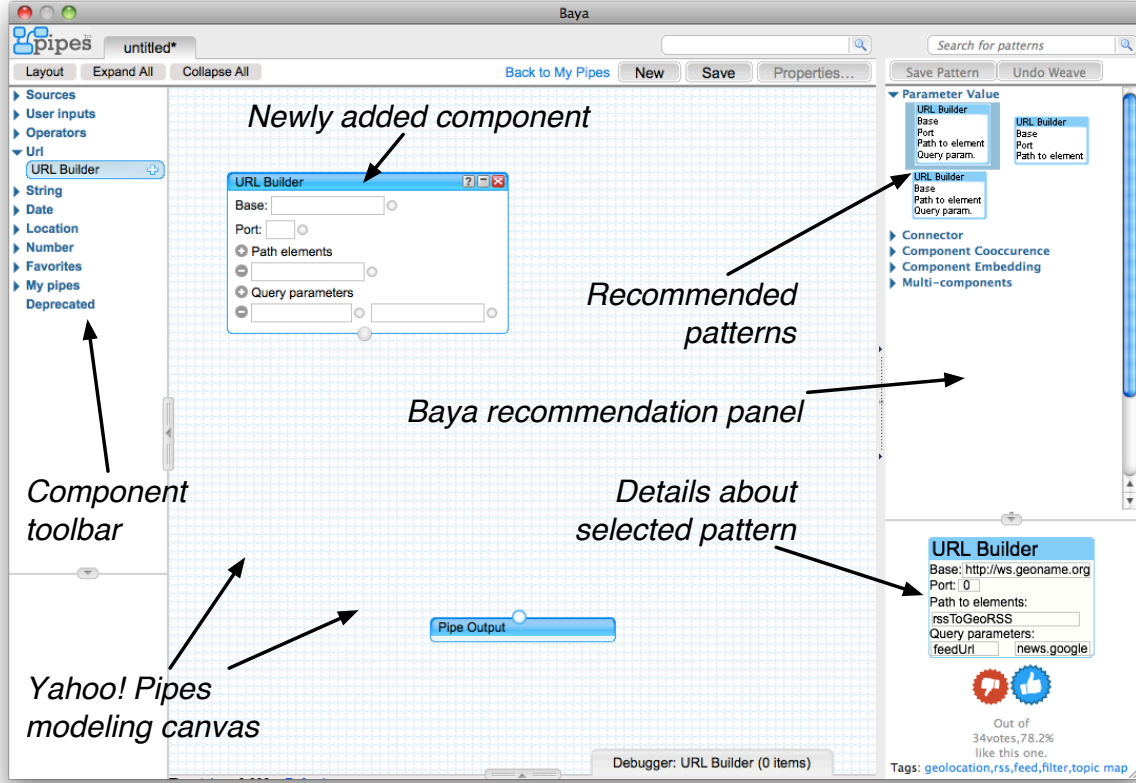 Baya
pipes
untitled*
Search for patterns
Layout
Expand All
Collapse All
Back to My Pipes
New
Save
Properties...
Save Pattern
Undo Weave
Sources
User inputs
Operators
Url
URL Builder
String
Date
Location
Number
Favorites
My pipes
Deprecated
Newly added component
URL Builder
Base:
Port:
Path elements
Query parameters
Parameter Value
URL Builder
Base
Port
Path to element
Query param.
URL Builder
Base
Port
Path to element
URL Builder
Base
Path to element
Query param.
Connector
Component Cooccurence
Component Embedding
Multi-components
Recommended
patterns
Baya recommendation panel
Component
toolbar
Details about
selected pattern
URL Builder
Base: http://ws.geoname.org
Port: 0
Path to elements:
rssToGeoRSS
Query parameters:
feedUrl news.google
Pipe Output
Yahoo! Pipes
modeling canvas
Out of
34votes,78.2%
like this one.
Tags: geolocation,rss,feed,filter,topic map
Debugger: URL Builder (0 items)